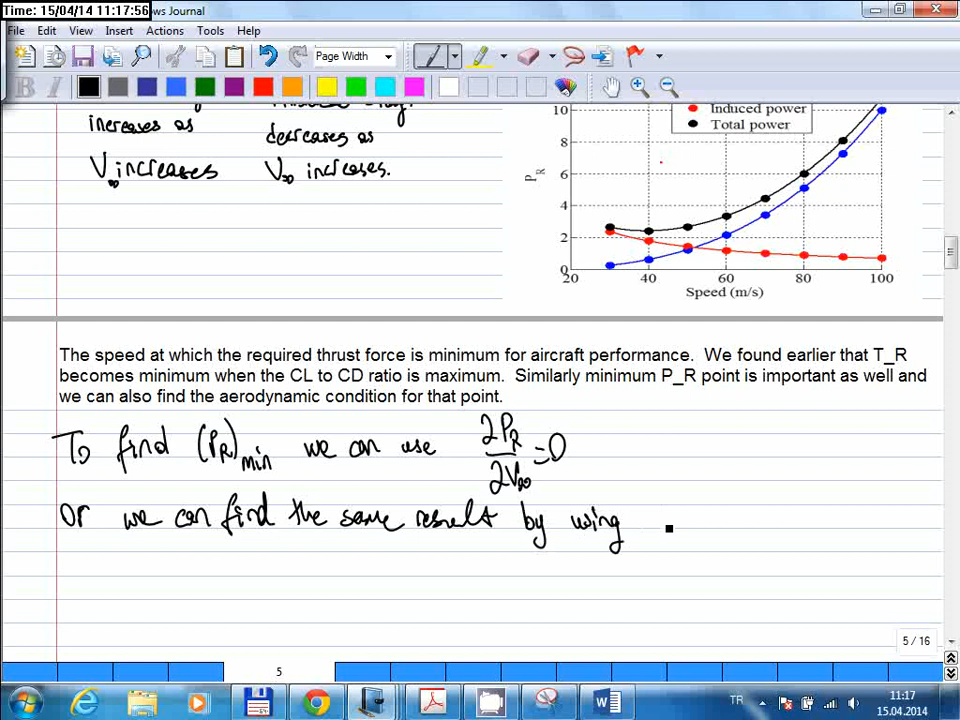 Time: 15/04/14 11:17:56
ws Journal
File Edit View Insert Actions Tools Help
Page Width
B I
increases as
V∞ increases
decreases as
V∞ increases.
Induced power
Total power
P_R
10
8
6
4
2
0
20 40 60 80 100
Speed (m/s)
The speed at which the required thrust force is minimum for aircraft performance. We found earlier that T_R
becomes minimum when the CL to CD ratio is maximum. Similarly minimum P_R point is important as well and
we can also find the aerodynamic condition for that point.
To find (PR)min we can use ∂PR/∂V∞ = 0
Or we can find the same result by using
5 / 16
5
TR
11:17
15.04.2014